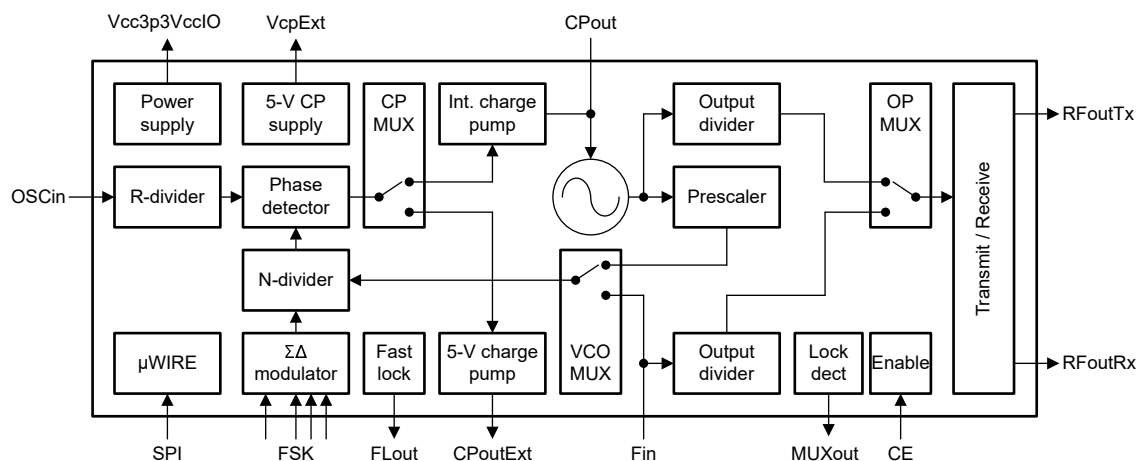 Vcc3p3VccIO
VcpExt
CPout
Power
supply
5-V CP
supply
CP
MUX
Int. charge
pump
Output
divider
OP
MUX
RFoutTx
OSCin
R-divider
Phase
detector
Prescaler
Transmit / Receive
N-divider
µWIRE
ΣΔ
modulator
Fast
lock
5-V charge
pump
VCO
MUX
Output
divider
Lock
dect
Enable
RFoutRx
SPI
FSK
FLout
CPoutExt
Fin
MUXout
CE